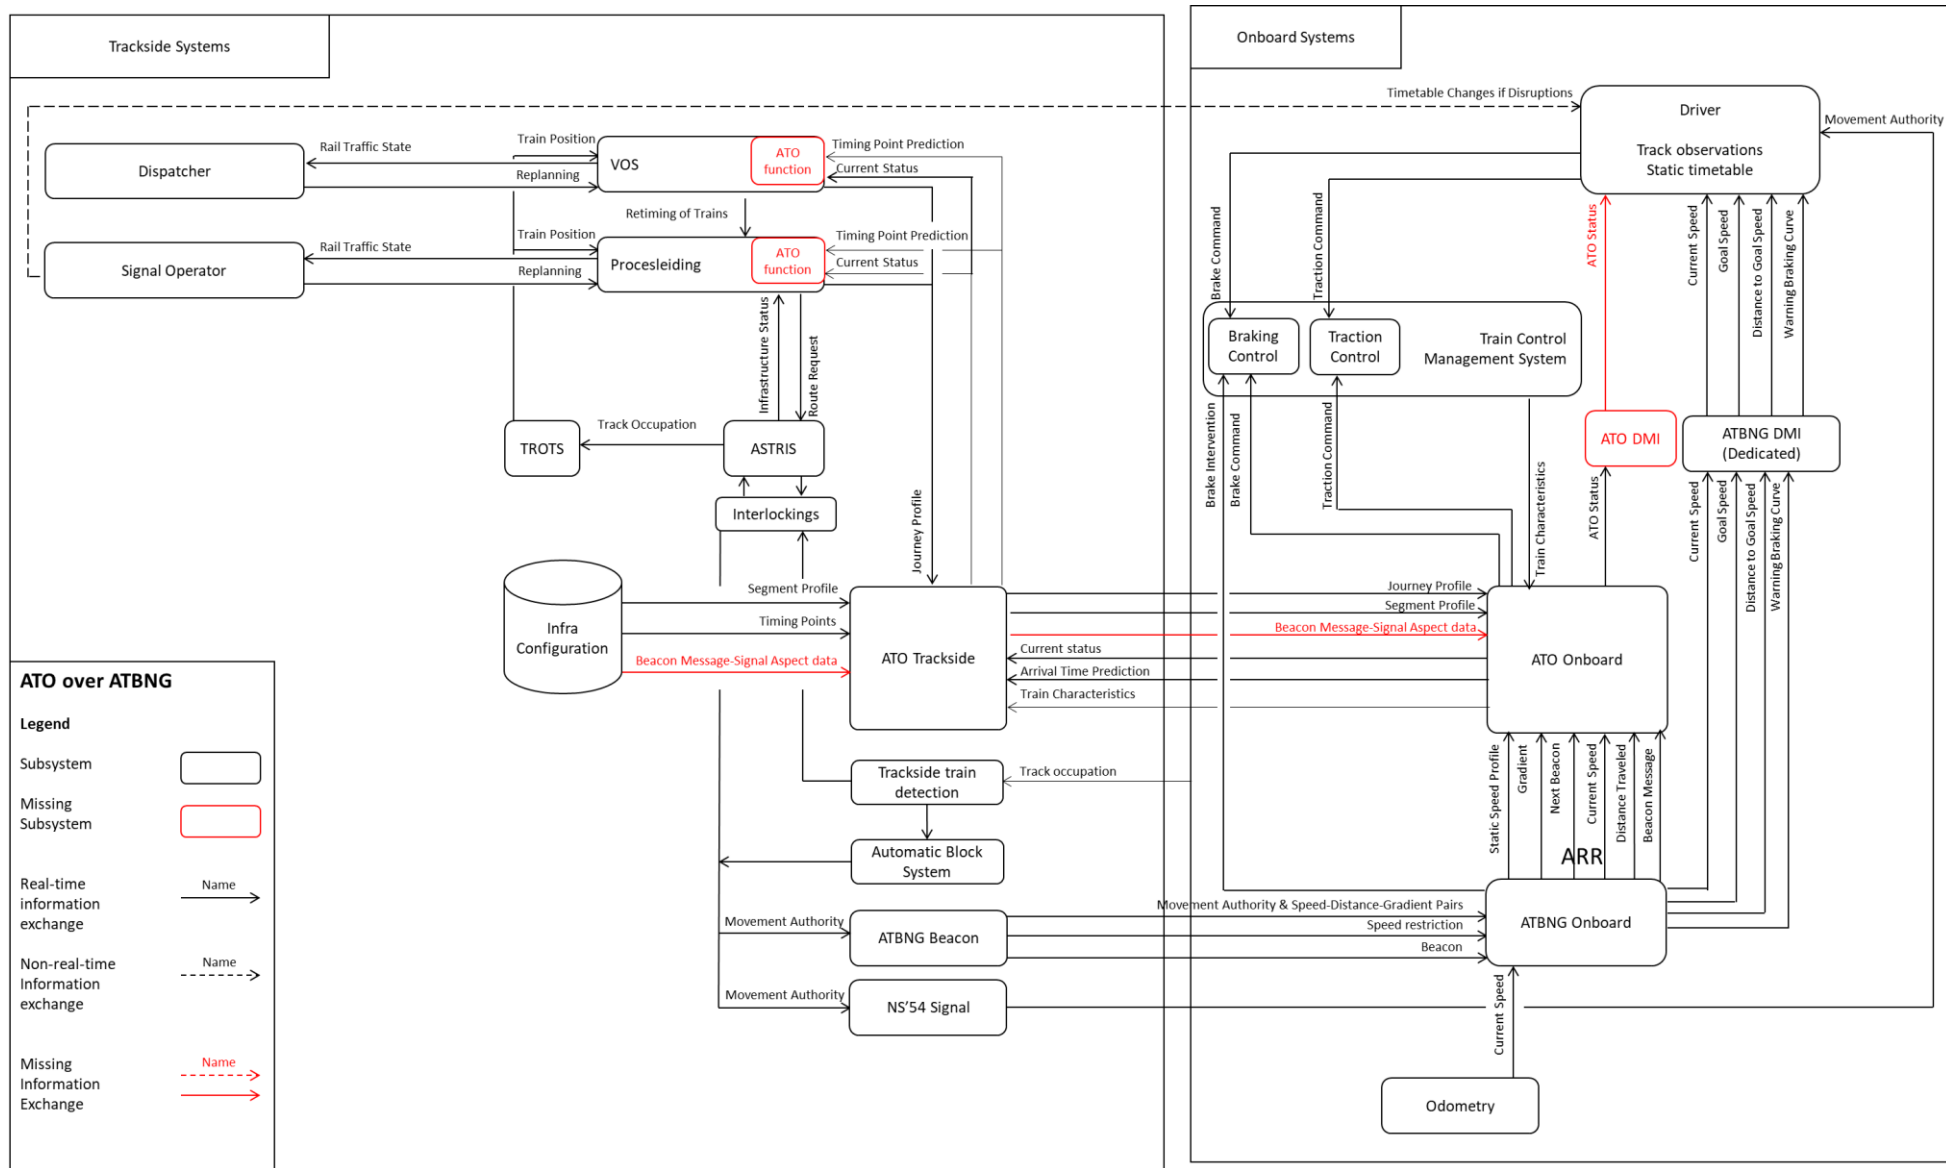 Trackside Systems
Onboard Systems
Timetable Changes if Disruptions
Driver
Track observations
Static timetable
Movement Authority
Dispatcher
Rail Traffic State
Replanning
Train Position
VOS
ATO
function
Timing Point Prediction
Current Status
Retiming of Trains
Signal Operator
Rail Traffic State
Replanning
Train Position
Procesleiding
ATO
function
Timing Point Prediction
Current Status
Infrastructure Status
Route Request
Brake Command
Traction Command
ATO Status
Current Speed
Goal Speed
Distance to Goal Speed
Warning Braking Curve
Braking
Control
Traction
Control
Train Control
Management System
TROTS
Track Occupation
ASTRIS
Interlockings
Journey Profile
Brake Intervention
Brake Command
Traction Command
Train Characteristics
ATO DMI
ATO Status
ATBNG DMI
(Dedicated)
Current Speed
Goal Speed
Distance to Goal Speed
Warning Braking Curve
Infra
Configuration
Segment Profile
Timing Points
Beacon Message-Signal Aspect data
ATO Trackside
Journey Profile
Segment Profile
Beacon Message-Signal Aspect data
Current status
Arrival Time Prediction
Train Characteristics
ATO Onboard
Trackside train
detection
Track occupation
Automatic Block
System
Static Speed Profile
Gradient
Next Beacon
Current Speed
Distance Traveled
Beacon Message
ARR
Movement Authority
ATBNG Beacon
Movement Authority & Speed-Distance-Gradient Pairs
Speed restriction
Beacon
ATBNG Onboard
Movement Authority
NS'54 Signal
Current Speed
Odometry
ATO over ATBNG
Legend
Subsystem
Missing
Subsystem
Real-time
information
exchange
Name
Non-real-time
Information
exchange
Name
Missing
Information
Exchange
Name